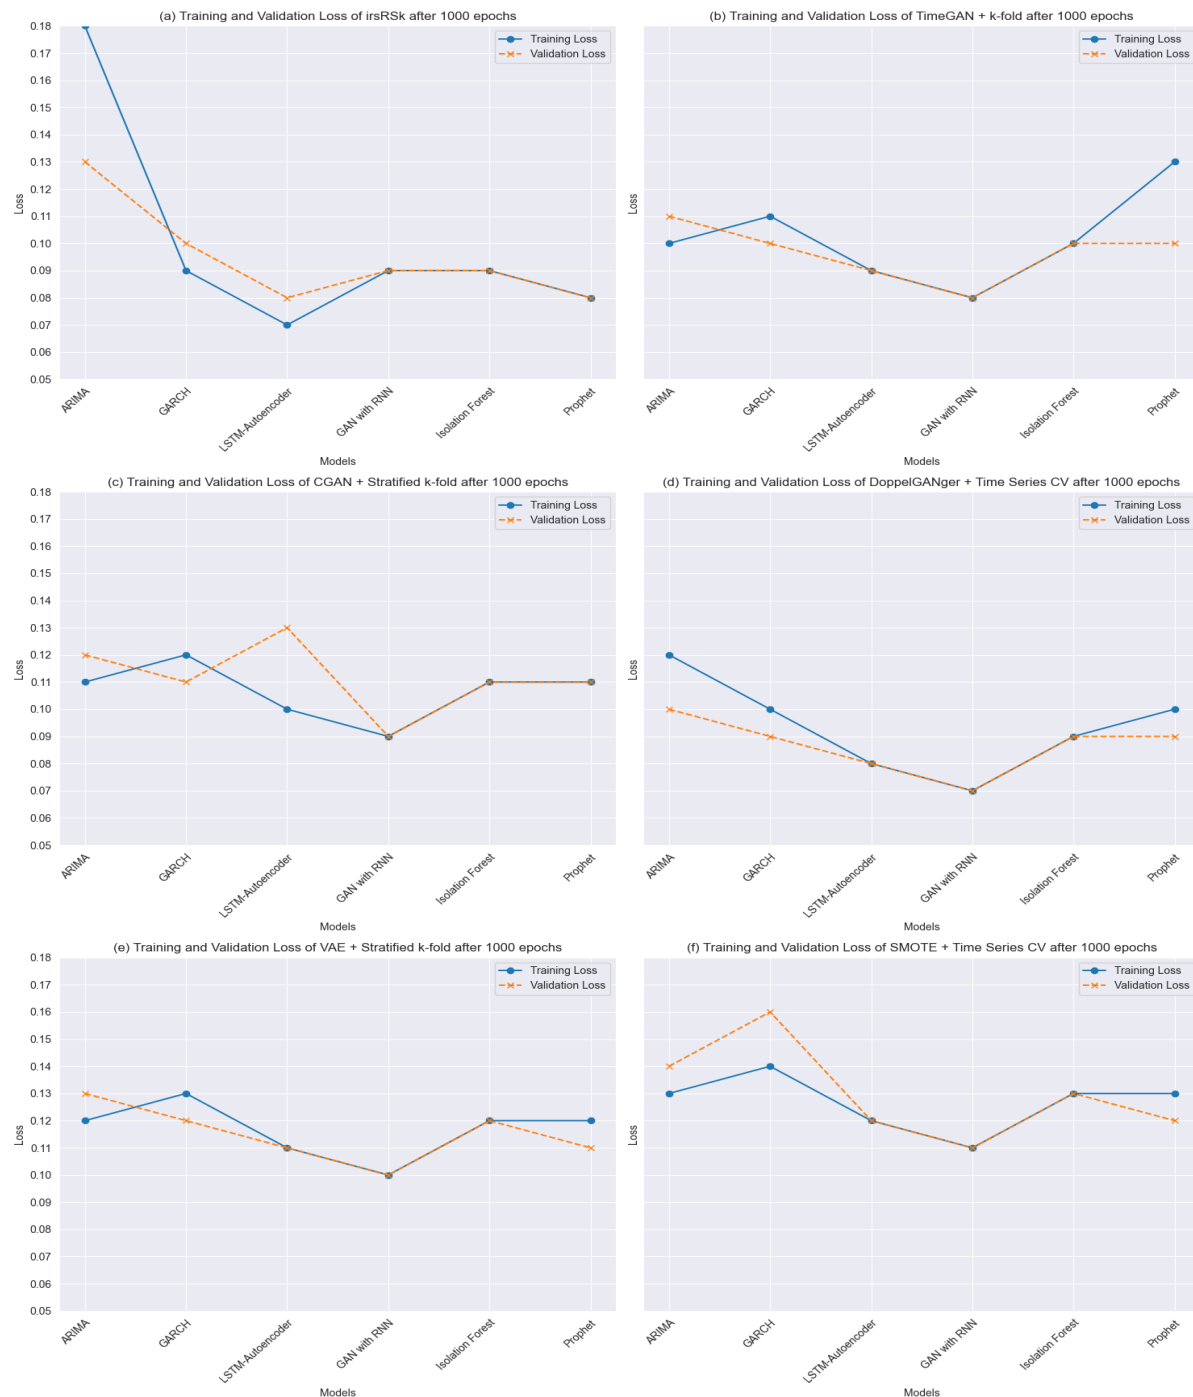 (a) Training and Validation Loss of irsRSk after 1000 epochs
Training Loss
Validation Loss
0.18
0.17
0.16
0.15
0.14
0.13
0.12
0.11
0.10
0.09
0.08
0.07
0.06
0.05
Loss
ARIMA
GARCH
LSTM-Autoencoder
GAN with RNN
Isolation Forest
Prophet
Models
(b) Training and Validation Loss of TimeGAN + k-fold after 1000 epochs
Training Loss
Validation Loss
Loss
ARIMA
GARCH
LSTM-Autoencoder
GAN with RNN
Isolation Forest
Prophet
Models
(c) Training and Validation Loss of CGAN + Stratified k-fold after 1000 epochs
Training Loss
Validation Loss
0.18
0.17
0.16
0.15
0.14
0.13
0.12
0.11
0.10
0.09
0.08
0.07
0.06
0.05
Loss
ARIMA
GARCH
LSTM-Autoencoder
GAN with RNN
Isolation Forest
Prophet
Models
(d) Training and Validation Loss of DoppelGANger + Time Series CV after 1000 epochs
Training Loss
Validation Loss
Loss
ARIMA
GARCH
LSTM-Autoencoder
GAN with RNN
Isolation Forest
Prophet
Models
(e) Training and Validation Loss of VAE + Stratified k-fold after 1000 epochs
Training Loss
Validation Loss
0.18
0.17
0.16
0.15
0.14
0.13
0.12
0.11
0.10
0.09
0.08
0.07
0.06
0.05
Loss
ARIMA
GARCH
LSTM-Autoencoder
GAN with RNN
Isolation Forest
Prophet
Models
(f) Training and Validation Loss of SMOTE + Time Series CV after 1000 epochs
Training Loss
Validation Loss
Loss
ARIMA
GARCH
LSTM-Autoencoder
GAN with RNN
Isolation Forest
Prophet
Models